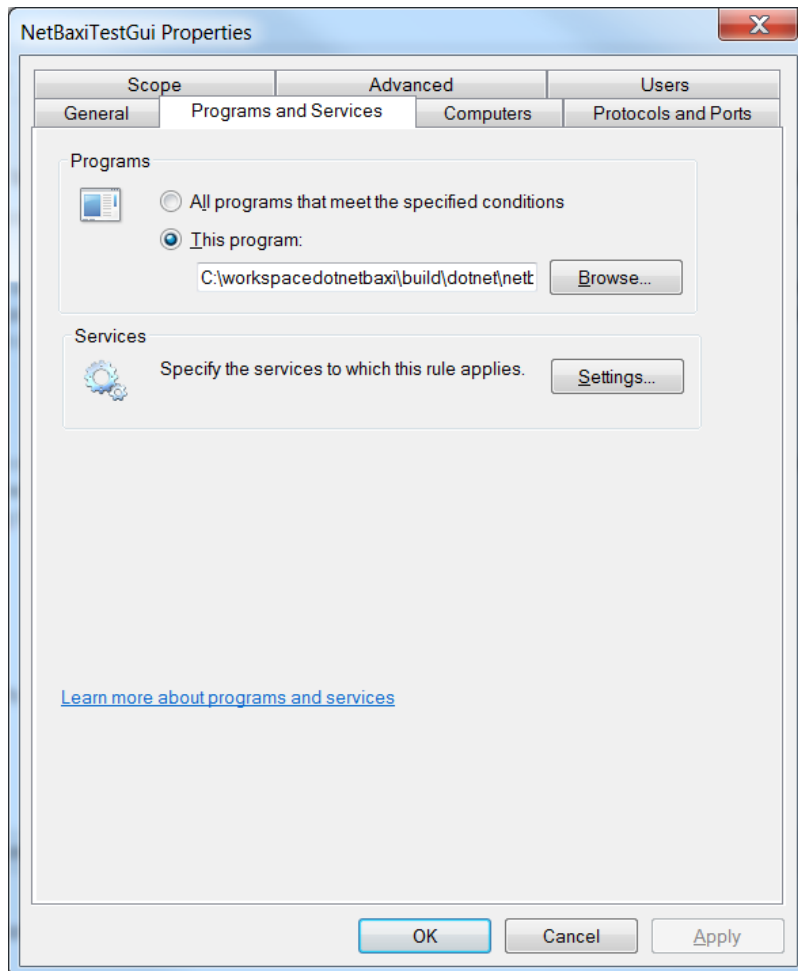 NetBaxiTestGui Properties
Scope Advanced Users
General Programs and Services Computers Protocols and Ports
Programs
All programs that meet the specified conditions
This program:
C:\workspacedotnetbaxi\build\dotnet\netb Browse...
Services
Specify the services to which this rule applies. Settings...
Learn more about programs and services
OK Cancel Apply